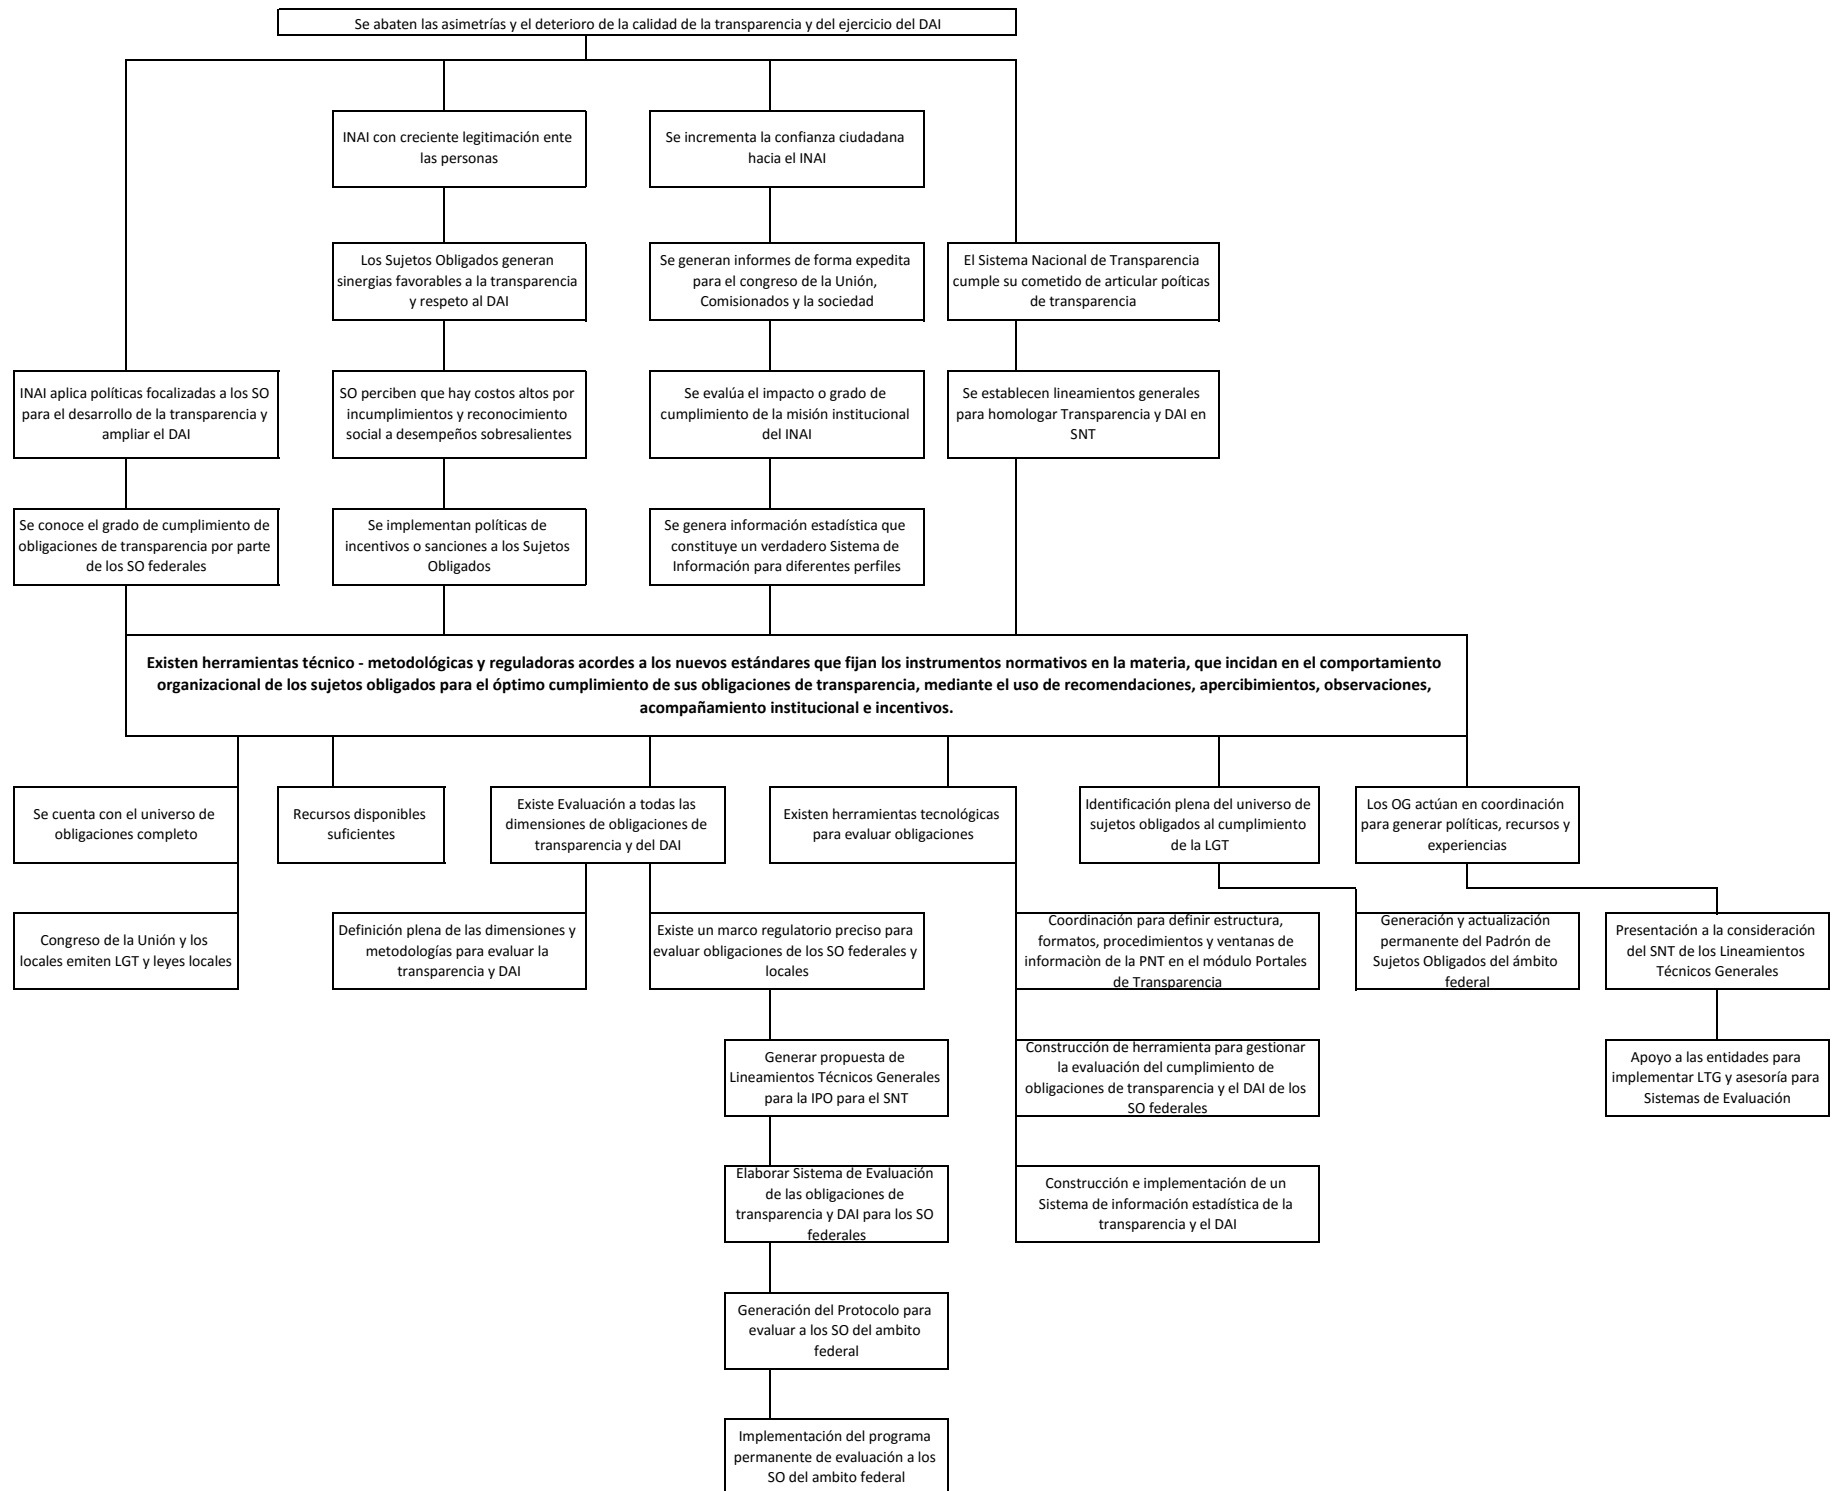 Se abaten las asimetrías y el deterioro de la calidad de la transparencia y del ejercicio del DAI
INAI con creciente legitimación ente
las personas
Se incrementa la confianza ciudadana
hacia el INAI
Los Sujetos Obligados generan
sinergias favorables a la transparencia
y respeto al DAI
Se generan informes de forma expedita
para el congreso de la Unión,
Comisionados y la sociedad
El Sistema Nacional de Transparencia
cumple su cometido de articular poíticas
de transparencia
INAI aplica políticas focalizadas a los SO
para el desarrollo de la transparencia y
ampliar el DAI
SO perciben que hay costos altos por
incumplimientos y reconocimiento
social a desempeños sobresalientes
Se evalúa el impacto o grado de
cumplimiento de la misión institucional
del INAI
Se establecen lineamientos generales
para homologar Transparencia y DAI en
SNT
Se conoce el grado de cumplimiento de
obligaciones de transparencia por parte
de los SO federales
Se implementan políticas de
incentivos o sanciones a los Sujetos
Obligados
Se genera información estadística que
constituye un verdadero Sistema de
Información para diferentes perfiles
Existen herramientas técnico - metodológicas y reguladoras acordes a los nuevos estándares que fijan los instrumentos normativos en la materia, que incidan en el comportamiento
organizacional de los sujetos obligados para el óptimo cumplimiento de sus obligaciones de transparencia, mediante el uso de recomendaciones, apercibimientos, observaciones,
acompañamiento institucional e incentivos.
Se cuenta con el universo de
obligaciones completo
Recursos disponibles
suficientes
Existe Evaluación a todas las
dimensiones de obligaciones de
transparencia y del DAI
Existen herramientas tecnológicas
para evaluar obligaciones
Identificación plena del universo de
sujetos obligados al cumplimiento
de la LGT
Los OG actúan en coordinación
para generar políticas, recursos y
experiencias
Congreso de la Unión y los
locales emiten LGT y leyes locales
Definición plena de las dimensiones y
metodologías para evaluar la
transparencia y DAI
Existe un marco regulatorio preciso para
evaluar obligaciones de los SO federales y
locales
Coordinación para definir estructura,
formatos, procedimientos y ventanas de
informaciòn de la PNT en el módulo Portales
de Transparencia
Generación y actualización
permanente del Padrón de
Sujetos Obligados del ámbito
federal
Presentación a la consideración
del SNT de los Lineamientos
Técnicos Generales
Generar propuesta de
Lineamientos Técnicos Generales
para la IPO para el SNT
Construcción de herramienta para gestionar
la evaluación del cumplimiento de
obligaciones de transparencia y el DAI de los
SO federales
Apoyo a las entidades para
implementar LTG y asesoría para
Sistemas de Evaluación
Elaborar Sistema de Evaluación
de las obligaciones de
transparencia y DAI para los SO
federales
Construcción e implementación de un
Sistema de información estadística de la
transparencia y el DAI
Generación del Protocolo para
evaluar a los SO del ambito
federal
Implementación del programa
permanente de evaluación a los
SO del ambito federal